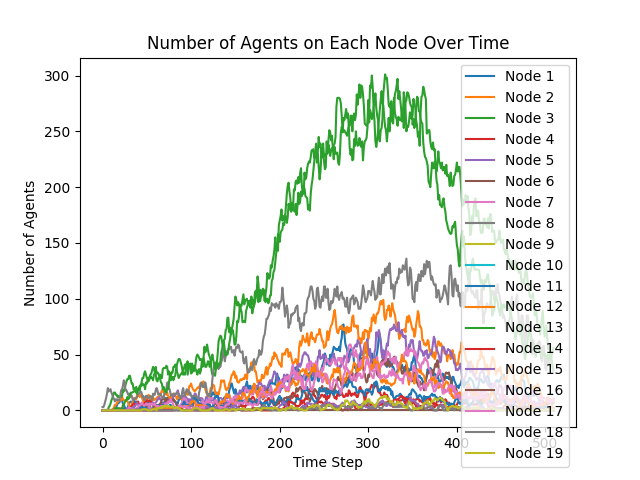 Number of Agents on Each Node Over Time
Number of Agents
300
250
200
150
100
50
0
0
100
200
300
400
500
Time Step
Node 1
Node 2
Node 3
Node 4
Node 5
Node 6
Node 7
Node 8
Node 9
Node 10
Node 11
Node 12
Node 13
Node 14
Node 15
Node 16
Node 17
Node 18
Node 19